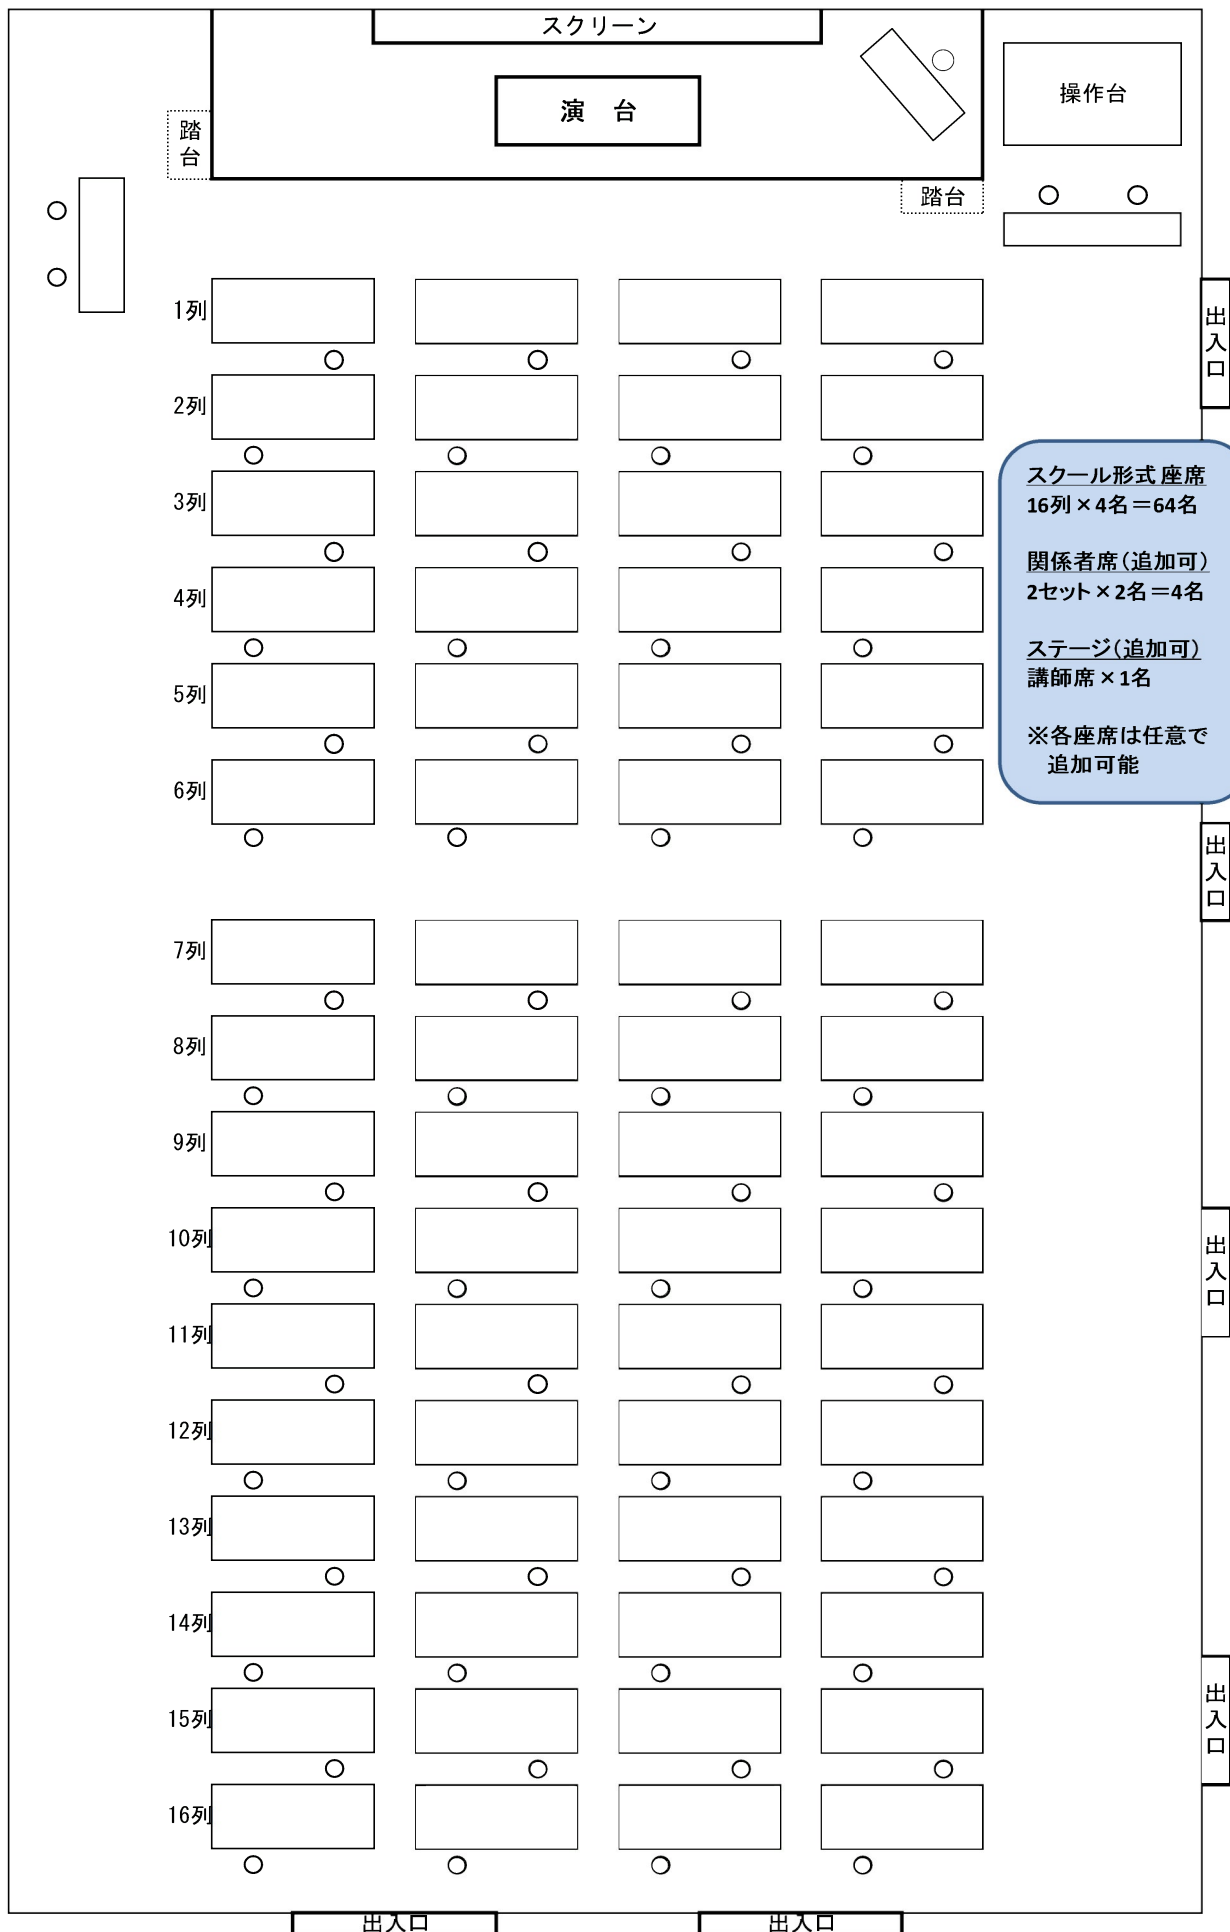 スクリーン
演　台
操作台
踏
台
踏台
1列
出
入
口
2列
スクール形式 座席
16列×4名＝64名
3列
関係者席（追加可）
2セット×2名＝4名
4列
ステージ（追加可）
講師席×1名
5列
※各座席は任意で
追加可能
6列
出
入
口
7列
8列
9列
10列
出
入
口
11列
12列
13列
14列
15列
出
入
口
16列
出入口
出入口